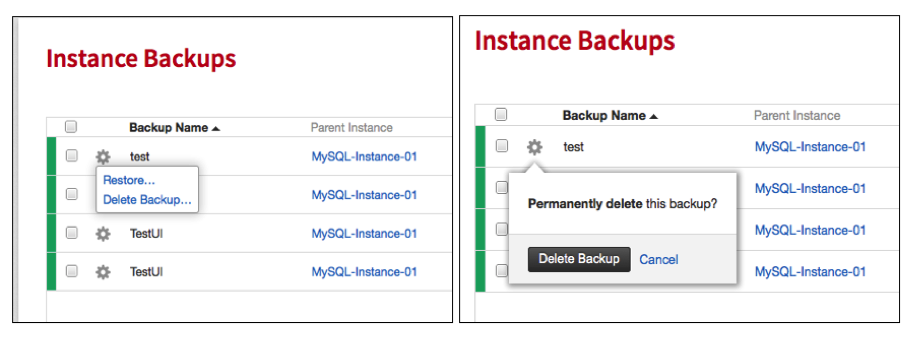 Instance Backups
Backup Name ▲ Parent Instance
test MySQL-Instance-01
Restore...
Delete Backup...
MySQL-Instance-01
TestUI MySQL-Instance-01
TestUI MySQL-Instance-01
Instance Backups
Backup Name ▲ Parent Instance
test MySQL-Instance-01
MySQL-Instance-01
Permanently delete this backup?
MySQL-Instance-01
Delete Backup Cancel
MySQL-Instance-01